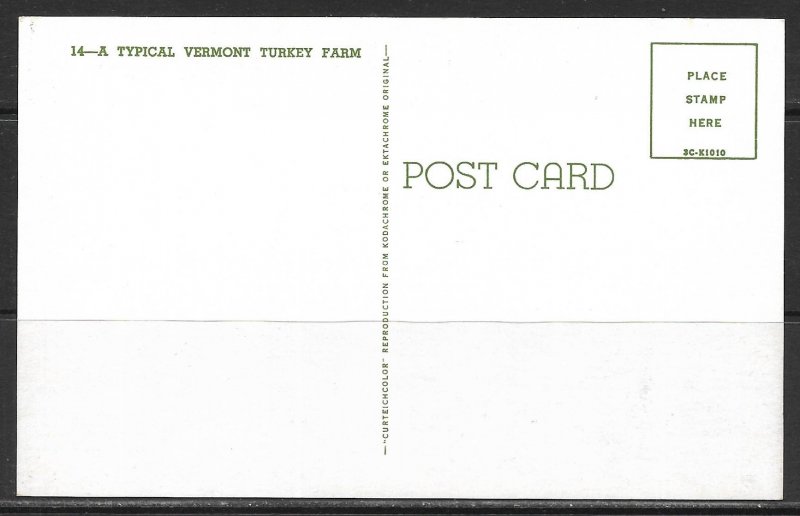 14—A TYPICAL VERMONT TURKEY FARM
—"CURTEICHCOLOR" REPRODUCTION FROM KODACHROME OR EKTACHROME ORIGINAL—
POST CARD
PLACE
STAMP
HERE
3C-K1010